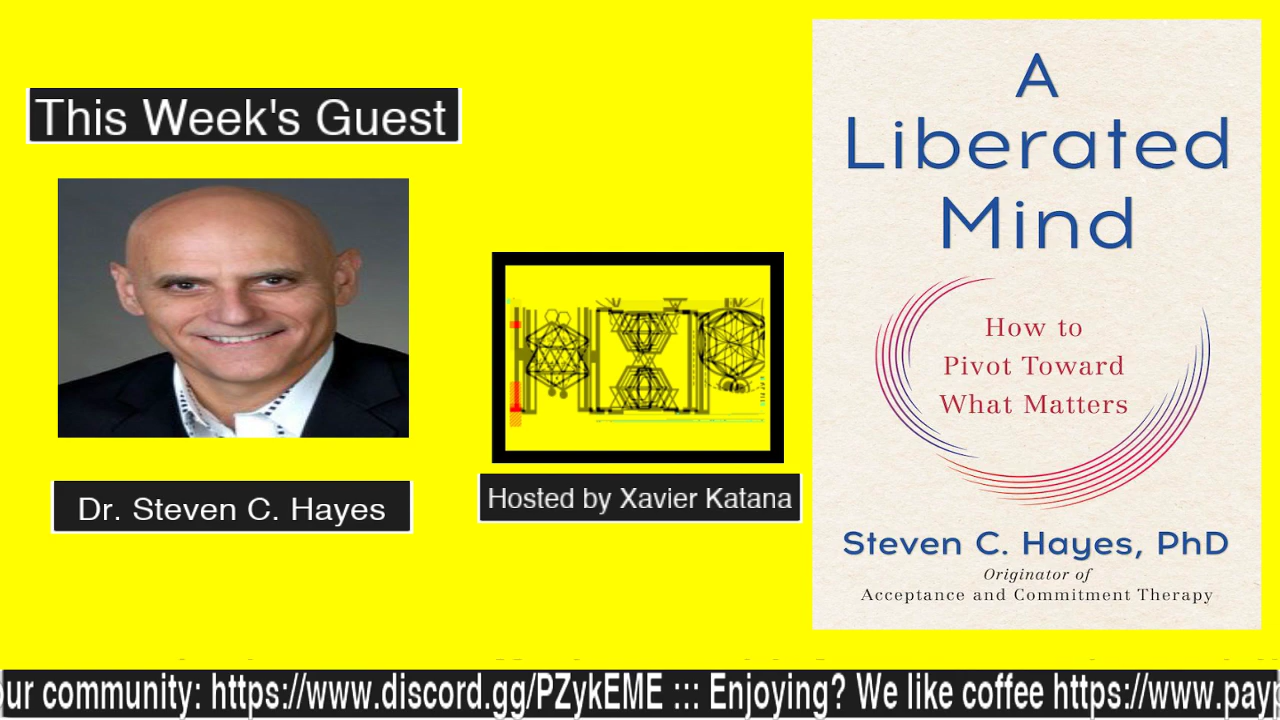 This Week's Guest
Dr. Steven C. Hayes
Hosted by Xavier Katana
A
Liberated
Mind
How to
Pivot Toward
What Matters
Steven C. Hayes, PhD
Originator of
Acceptance and Commitment Therapy
our community: https://www.discord.gg/PZykEME ::: Enjoying? We like coffee https://www.payp